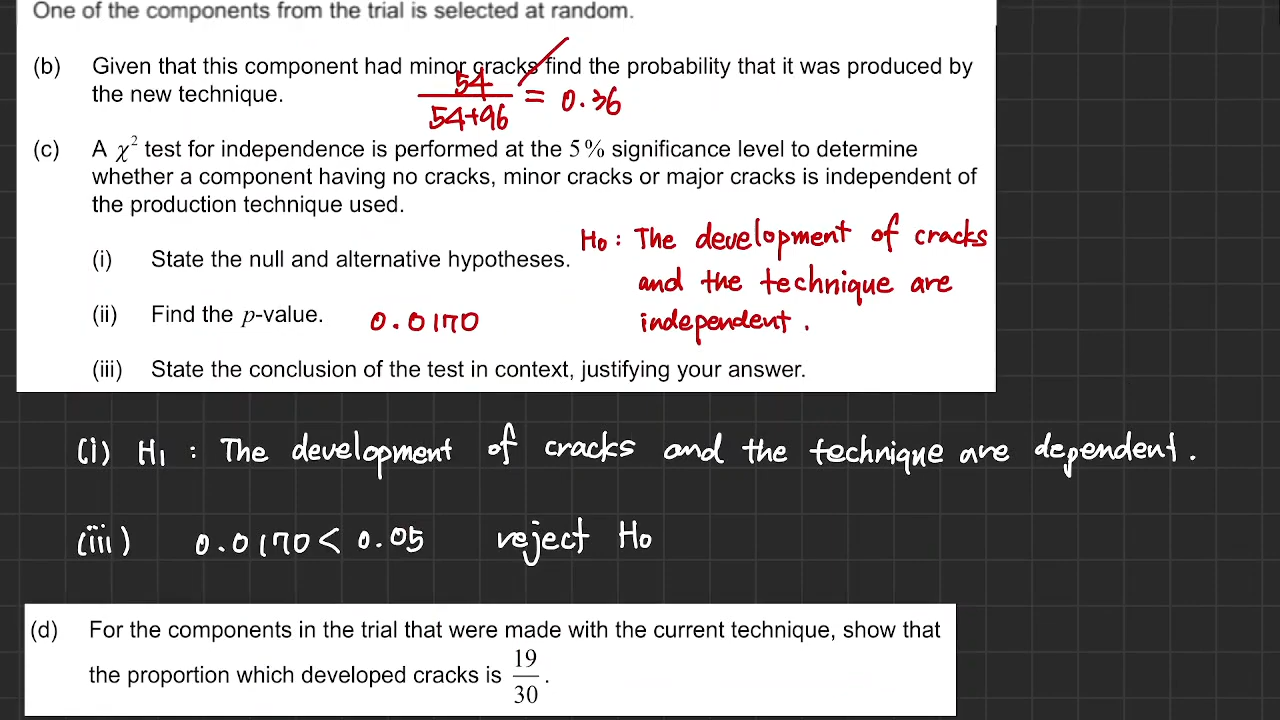 One of the components from the trial is selected at random.
(b) Given that this component had minor cracks find the probability that it was produced by
the new technique.
54
54+96 = 0.36
(c) A χ² test for independence is performed at the 5% significance level to determine
whether a component having no cracks, minor cracks or major cracks is independent of
the production technique used.
H₀ : The development of cracks
(i) State the null and alternative hypotheses.
and the technique are
(ii) Find the p-value. 0.0170
independent.
(iii) State the conclusion of the test in context, justifying your answer.
(i) H₁ : The development of cracks and the technique are dependent.
(iii) 0.0170 < 0.05 reject H₀
(d) For the components in the trial that were made with the current technique, show that
the proportion which developed cracks is 19/30.